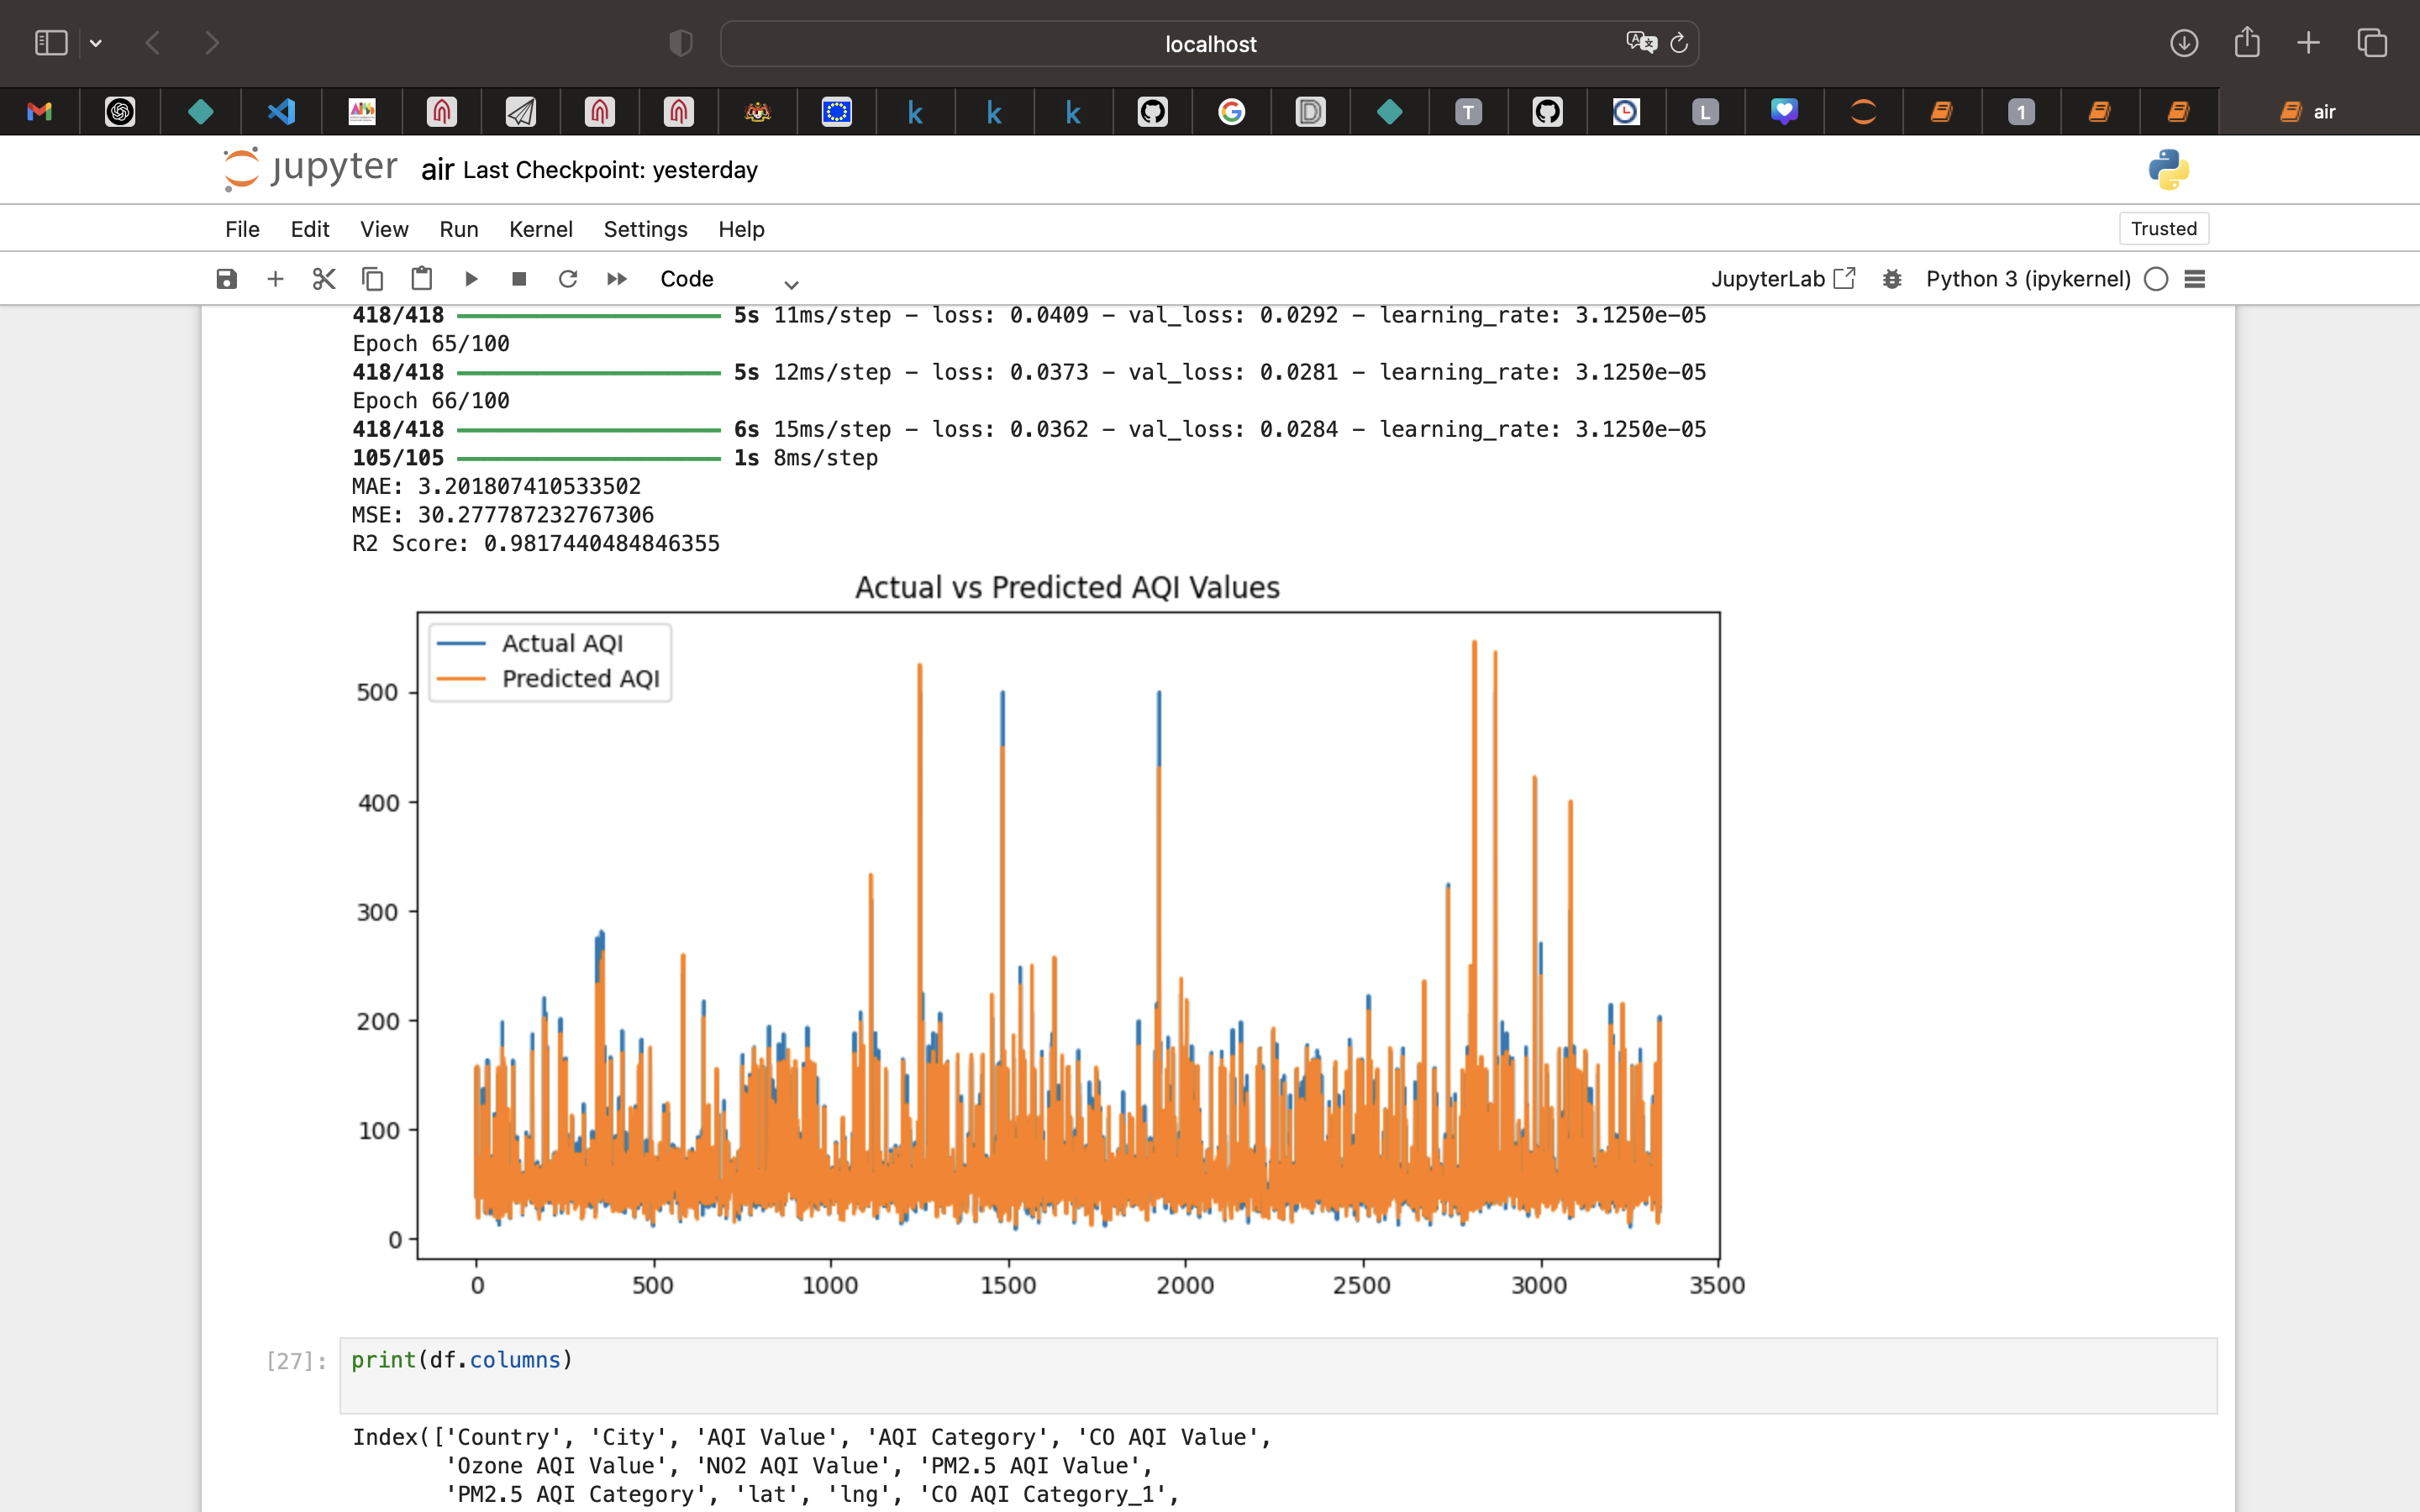 localhost
T
L
1
air
jupyter air Last Checkpoint: yesterday
File Edit View Run Kernel Settings Help
Trusted
Code
JupyterLab Python 3 (ipykernel)
418/418 ━━━━━━━━━━━━━━━━━━━━ 5s 11ms/step - loss: 0.0409 - val_loss: 0.0292 - learning_rate: 3.1250e-05
Epoch 65/100
418/418 ━━━━━━━━━━━━━━━━━━━━ 5s 12ms/step - loss: 0.0373 - val_loss: 0.0281 - learning_rate: 3.1250e-05
Epoch 66/100
418/418 ━━━━━━━━━━━━━━━━━━━━ 6s 15ms/step - loss: 0.0362 - val_loss: 0.0284 - learning_rate: 3.1250e-05
105/105 ━━━━━━━━━━━━━━━━━━━━ 1s 8ms/step
MAE: 3.201807410533502
MSE: 30.277787232767306
R2 Score: 0.9817440484846355
Actual vs Predicted AQI Values
Actual AQI
Predicted AQI
500
400
300
200
100
0
0 500 1000 1500 2000 2500 3000 3500
[27]: print(df.columns)
Index(['Country', 'City', 'AQI Value', 'AQI Category', 'CO AQI Value',
'Ozone AQI Value', 'NO2 AQI Value', 'PM2.5 AQI Value',
'PM2.5 AQI Category', 'lat', 'lng', 'CO AQI Category_1',